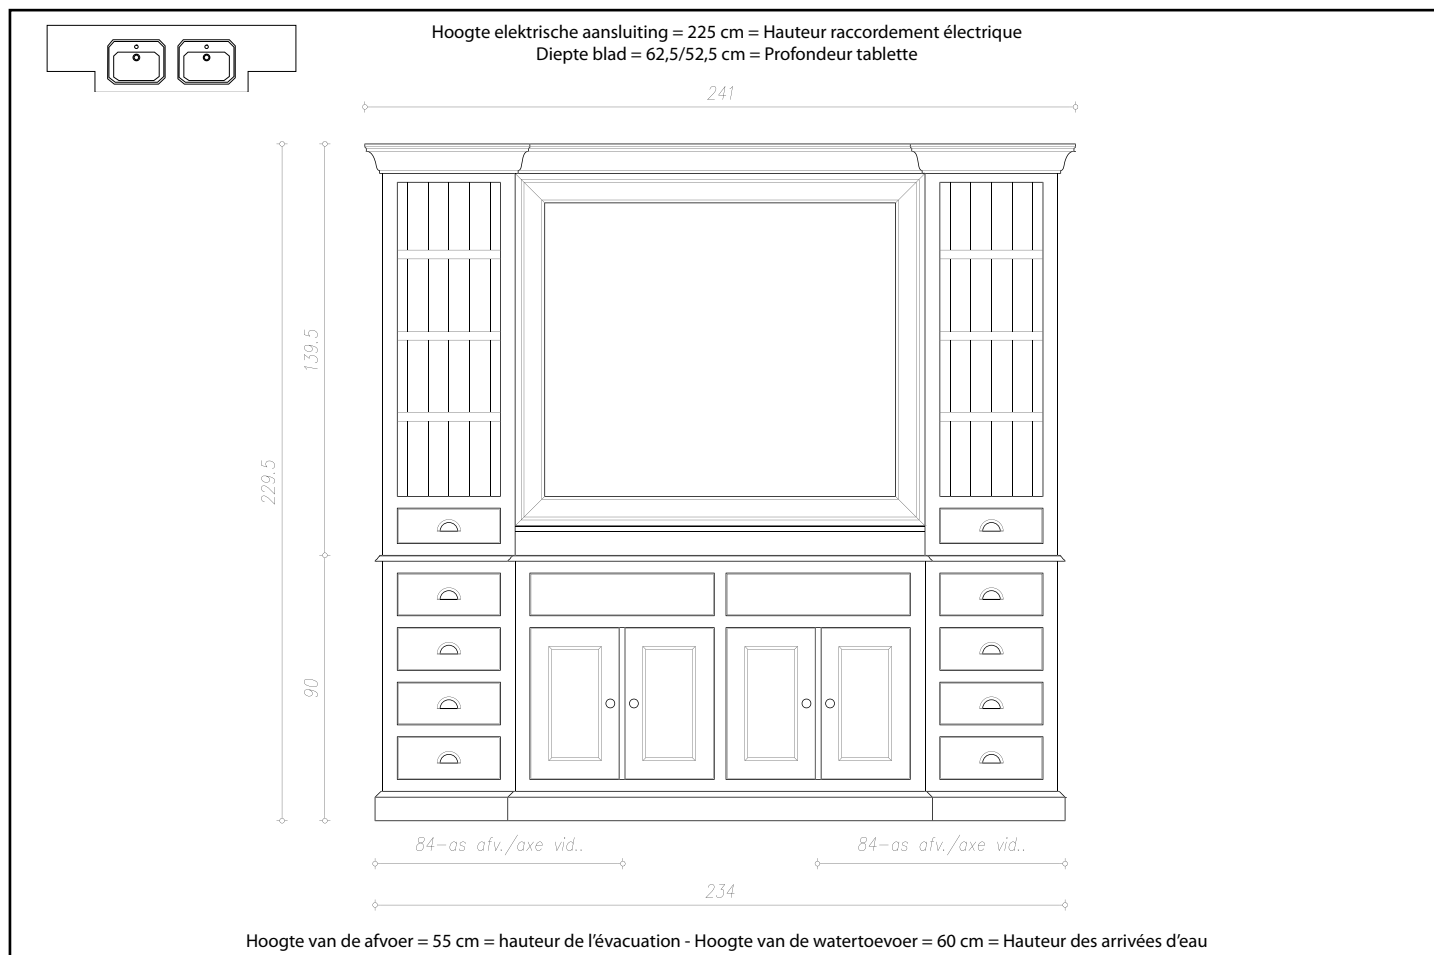 Hoogte elektrische aansluiting = 225 cm = Hauteur raccordement électrique
Diepte blad = 62,5/52,5 cm = Profondeur tablette
241
139.5
229.5
90
84-as afv./axe vid..
84-as afv./axe vid..
234
Hoogte van de afvoer = 55 cm = hauteur de l’évacuation - Hoogte van de watertoevoer = 60 cm = Hauteur des arrivées d’eau